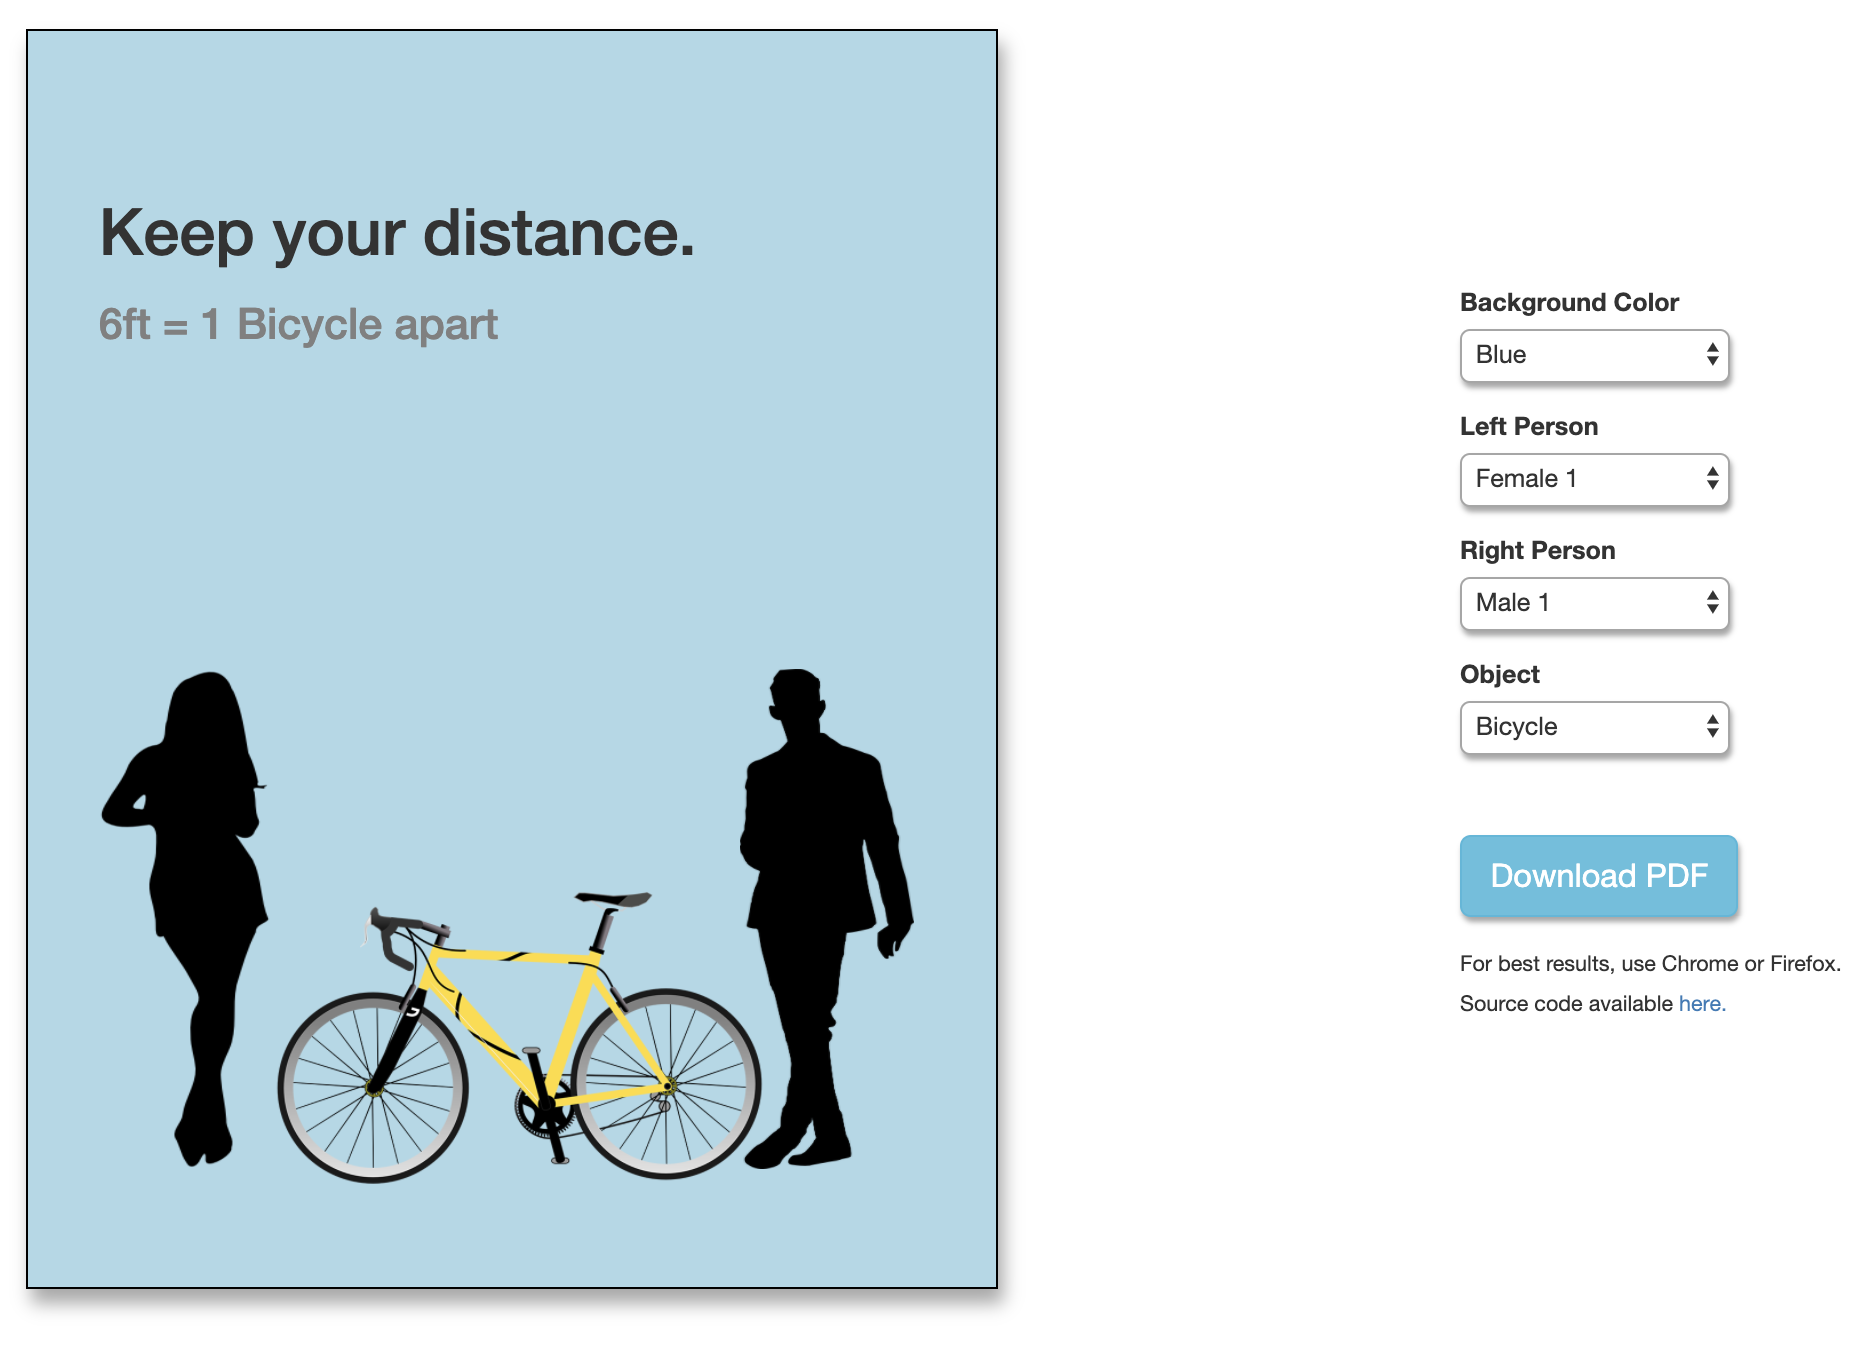 Keep your distance.
6ft = 1 Bicycle apart
Background Color
Blue
Left Person
Female 1
Right Person
Male 1
Object
Bicycle
Download PDF
For best results, use Chrome or Firefox.
Source code available here.